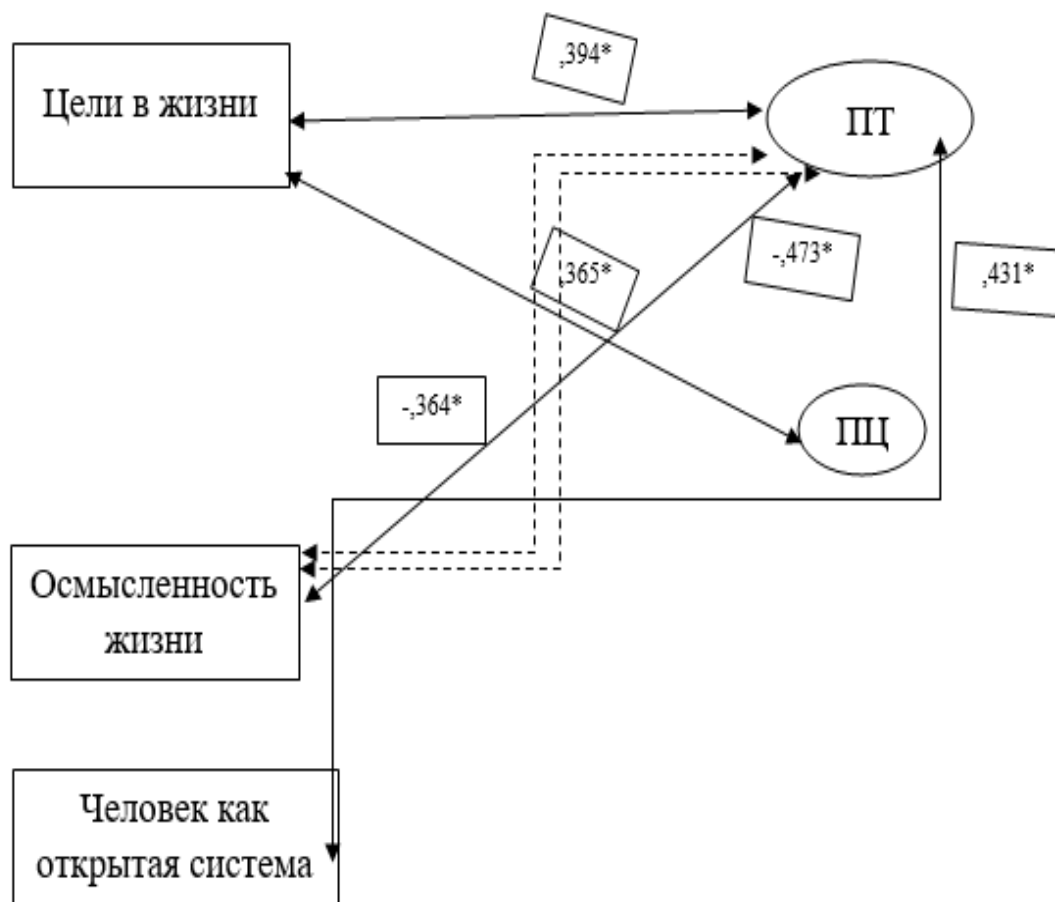 ,394*
Цели в жизни
ПТ
,365*
-,473*
,431*
-,364*
ПЦ
Осмысленность
жизни
Человек как
открытая система